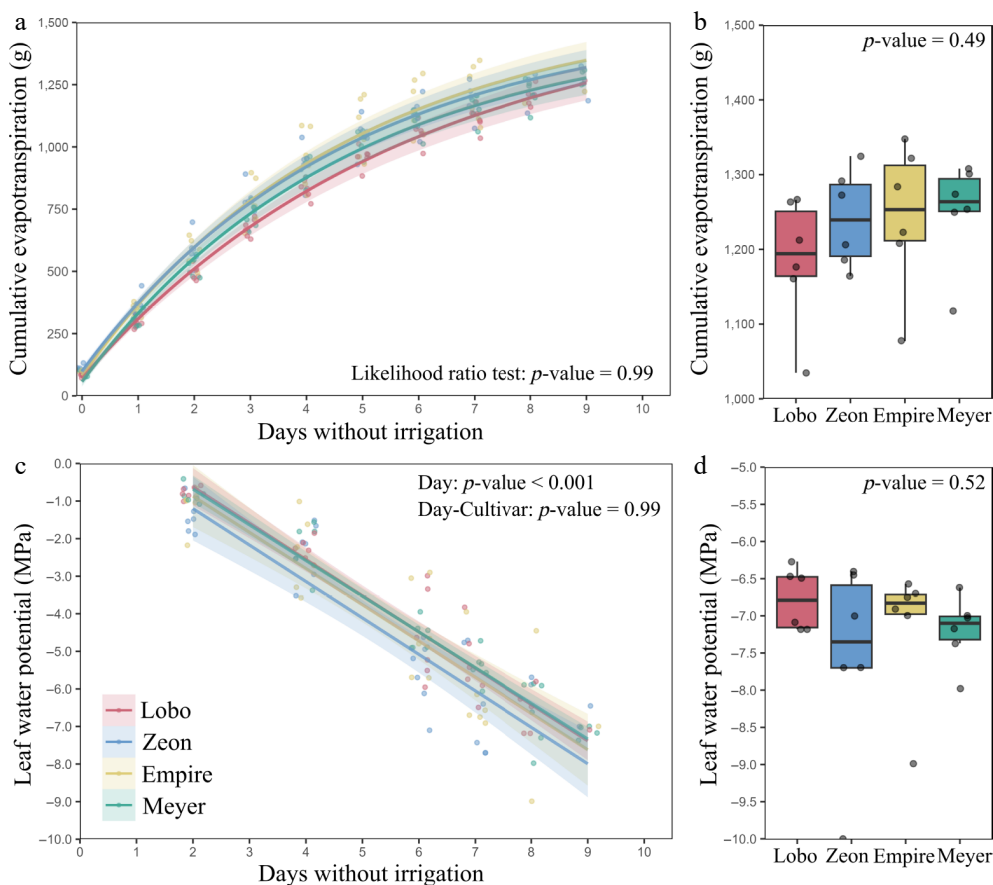 a
Cumulative evapotranspiration (g)
1,500
1,250
1,000
750
500
250
0
Likelihood ratio test: p-value = 0.99
0 1 2 3 4 5 6 7 8 9 10
Days without irrigation
b
Cumulative evapotranspiration (g)
1,500
1,400
1,300
1,200
1,100
1,000
p-value = 0.49
Lobo Zeon Empire Meyer
c
Leaf water potential (MPa)
0.0
–1.0
–2.0
–3.0
–4.0
–5.0
–6.0
–7.0
–8.0
–9.0
–10.0
Day: p-value < 0.001
Day-Cultivar: p-value = 0.99
Lobo
Zeon
Empire
Meyer
0 1 2 3 4 5 6 7 8 9 10
Days without irrigation
d
Leaf water potential (MPa)
–5.0
–5.5
–6.0
–6.5
–7.0
–7.5
–8.0
–8.5
–9.0
–9.5
–10.0
p-value = 0.52
Lobo Zeon Empire Meyer